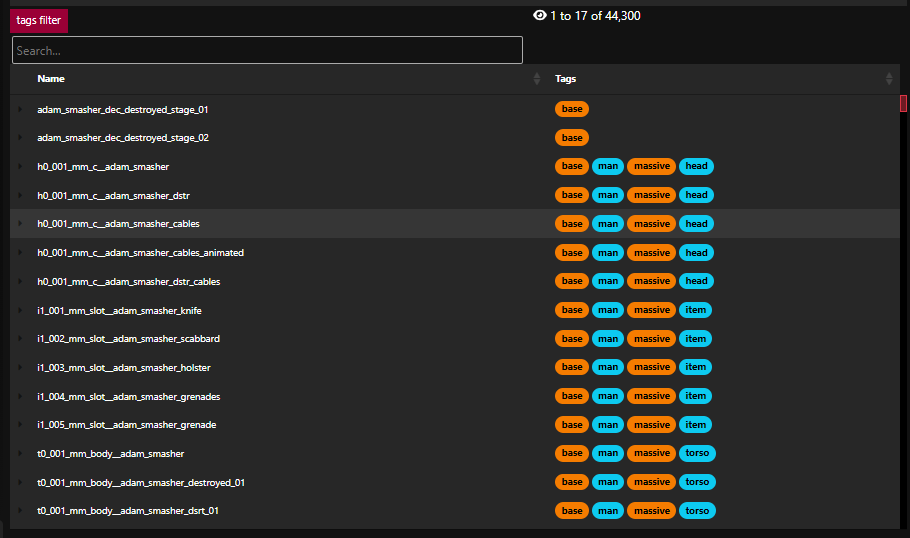 tags filter
1 to 17 of 44,300
Search...
Name Tags
adam_smasher_dec_destroyed_stage_01 base
adam_smasher_dec_destroyed_stage_02 base
h0_001_mm_c__adam_smasher base man massive head
h0_001_mm_c__adam_smasher_dstr base man massive head
h0_001_mm_c__adam_smasher_cables base man massive head
h0_001_mm_c__adam_smasher_cables_animated base man massive head
h0_001_mm_c__adam_smasher_dstr_cables base man massive head
i1_001_mm_slot__adam_smasher_knife base man massive item
i1_002_mm_slot__adam_smasher_scabbard base man massive item
i1_003_mm_slot__adam_smasher_holster base man massive item
i1_004_mm_slot__adam_smasher_grenades base man massive item
i1_005_mm_slot__adam_smasher_grenade base man massive item
t0_001_mm_body__adam_smasher base man massive torso
t0_001_mm_body__adam_smasher_destroyed_01 base man massive torso
t0_001_mm_body__adam_smasher_dsrt_01 base man massive torso